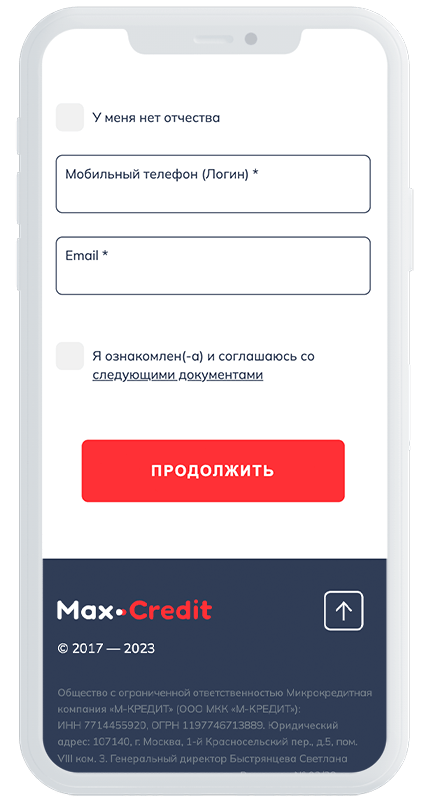 У меня нет отчества
Мобильный телефон (Логин) *
Email *
Я ознакомлен(-а) и соглашаюсь со
следующими документами
ПРОДОЛЖИТЬ
Max Credit
© 2017 — 2023
Общество с ограниченной ответственностью Микрокредитная
компания «М-КРЕДИТ» (ООО МКК «М-КРЕДИТ»):
ИНН 7714455920, ОГРН 1197746713889. Юридический
адрес: 107140, г. Москва, 1-й Красносельский пер., д.5, пом.
VIII ком. 3. Генеральный директор Быстрянцева Светлана